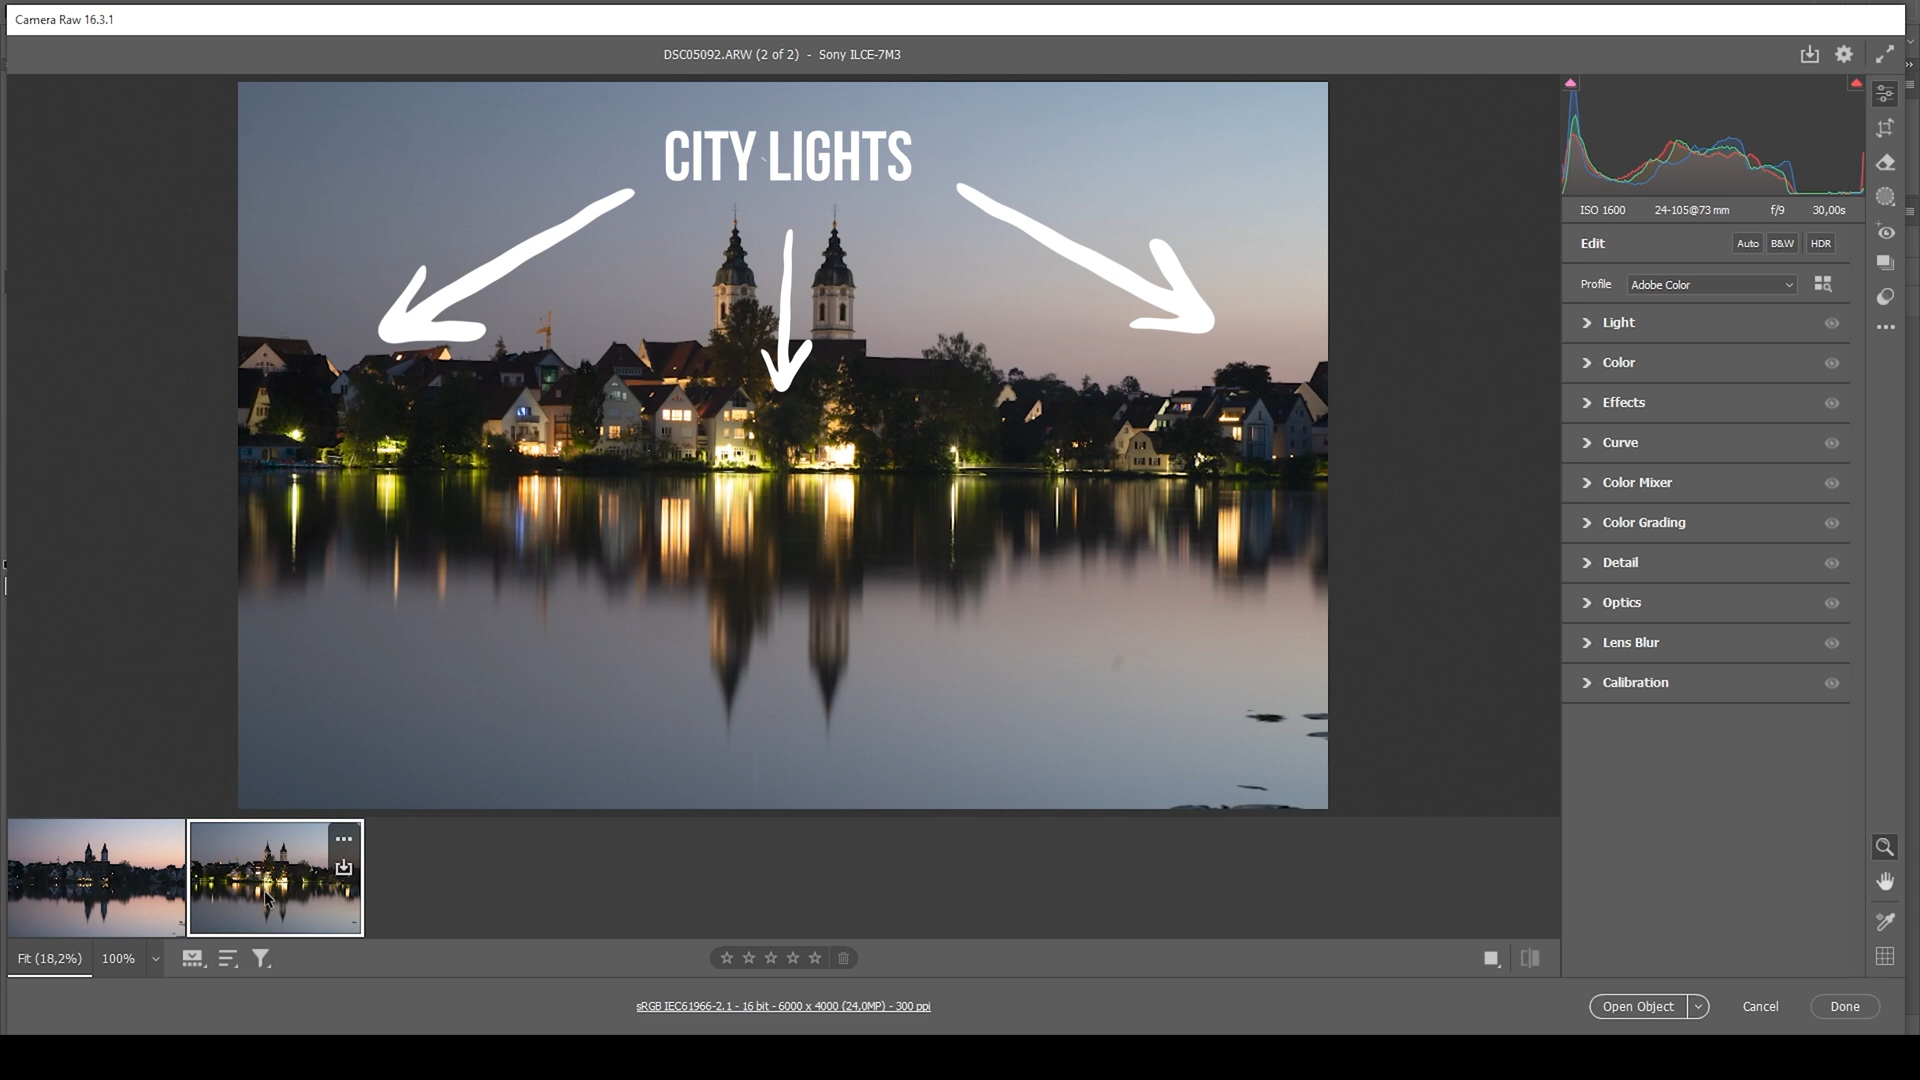 Camera Raw 16.3.1
DSC05092.ARW (2 of 2) - Sony ILCE-7M3
CITY LIGHTS
ISO 1600 24-105@73 mm f/9 30,00s
Edit Auto B&W HDR
Profile Adobe Color
Light
Color
Effects
Curve
Color Mixer
Color Grading
Detail
Optics
Lens Blur
Calibration
Fit (18,2%) 100%
sRGB IEC61966-2.1 - 16 bit - 6000 x 4000 (24,0MP) - 300 ppi
Open Object Cancel Done